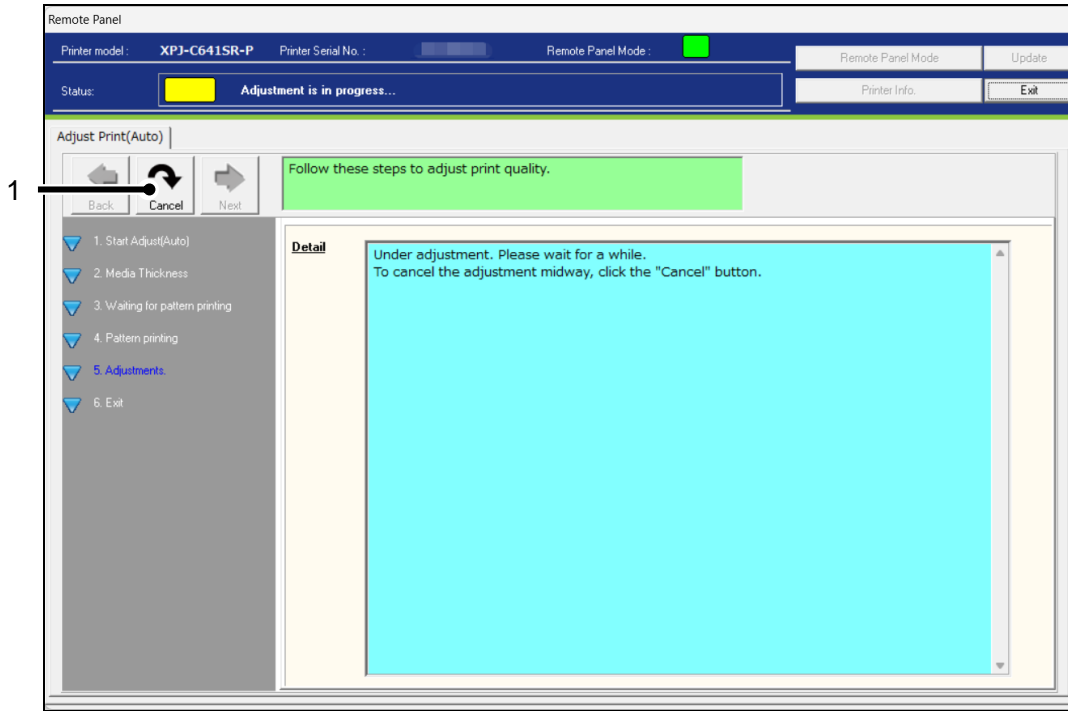 Remote Panel
Printer model : XPJ-C641SR-P Printer Serial No. : Remote Panel Mode :
Remote Panel Mode Update
Status: Adjustment is in progress...
Printer Info. Exit
Adjust Print(Auto)
Follow these steps to adjust print quality.
1
Back Cancel Next
1. Start Adjust(Auto)
2. Media Thickness
3. Waiting for pattern printing
4. Pattern printing
5. Adjustments.
6. Exit
Detail
Under adjustment. Please wait for a while.
To cancel the adjustment midway, click the "Cancel" button.